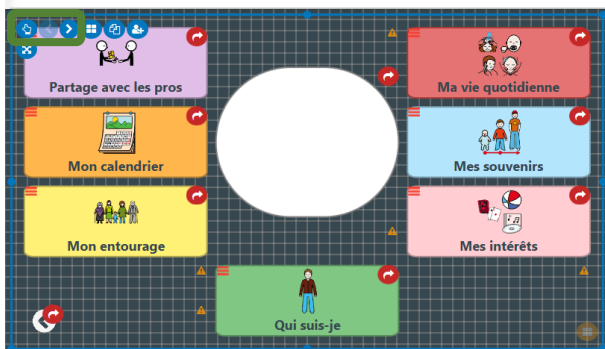 Partage avec les pros
Ma vie quotidienne
Mon calendrier
Mes souvenirs
Mon entourage
Mes intérêts
Qui suis-je